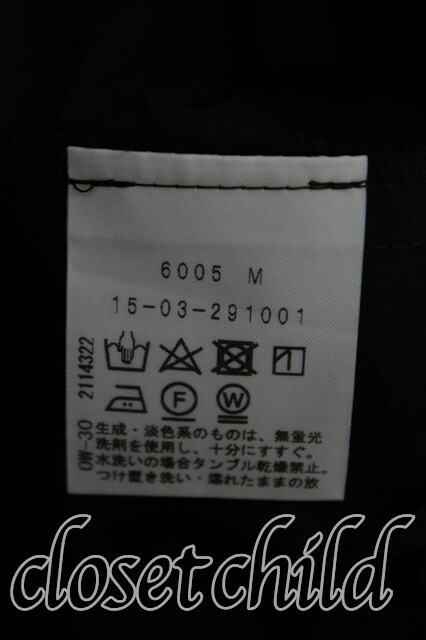 6005 M
15-03-291001
F
W
OW-30 2114322
生成・淡色系のものは、無蛍光
洗剤を使用し、十分にすすぐ。
水洗いの場合タンブル乾燥禁止。
つけ置き洗い・濡れたままの放
closetchild